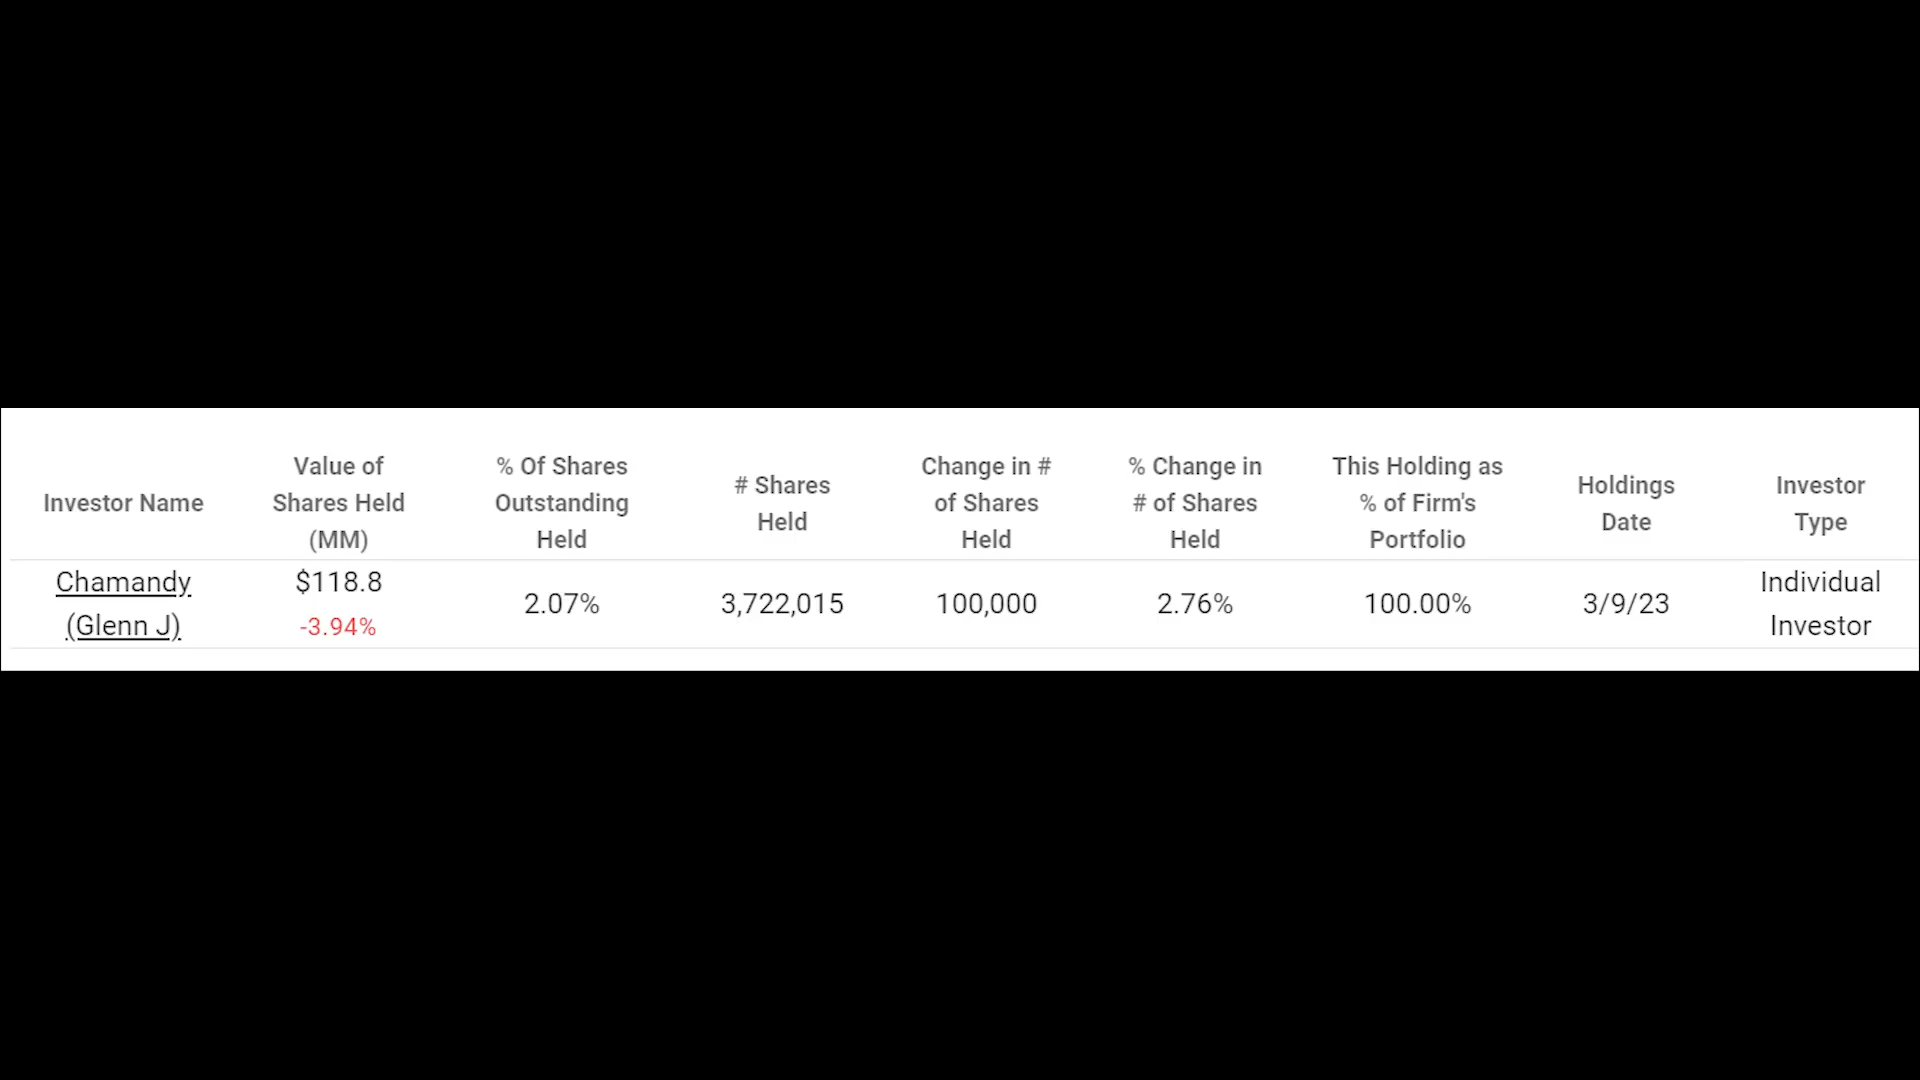 Investor Name
Value of
Shares Held
(MM)
% Of Shares
Outstanding
Held
# Shares
Held
Change in #
of Shares
Held
% Change in
# of Shares
Held
This Holding as
% of Firm's
Portfolio
Holdings
Date
Investor
Type
Chamandy
(Glenn J)
$118.8
-3.94%
2.07%
3,722,015
100,000
2.76%
100.00%
3/9/23
Individual
Investor